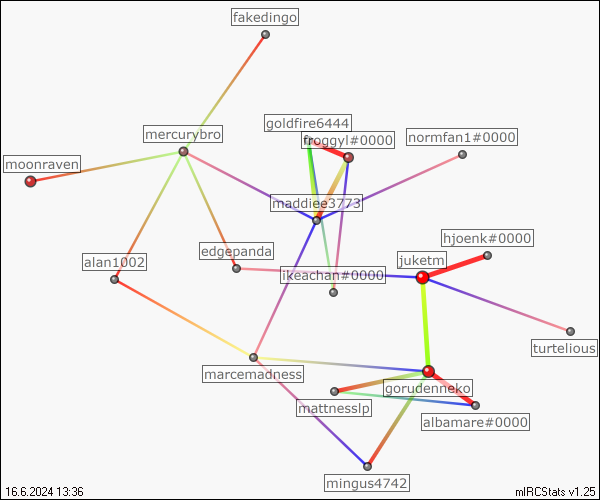 fakedingo
goldfire6444
mercurybro
froggyl#0000
normfan1#0000
moonraven
maddiee3773
hjoenk#0000
edgepanda
alan1002
juketm
ikeachan#0000
turtelious
marcemadness
gorudenneko
mattnesslp
albamare#0000
mingus4742
16.6.2024 13:36
mIRCStats v1.25